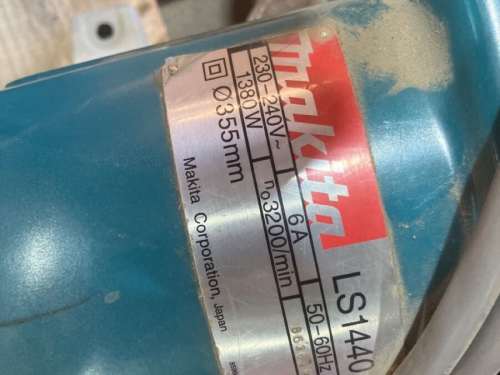 makita LS1440
230-240V~ 6A 50-60Hz
1380W n₀3200/min
Ø355mm
Makita Corporation, Japan